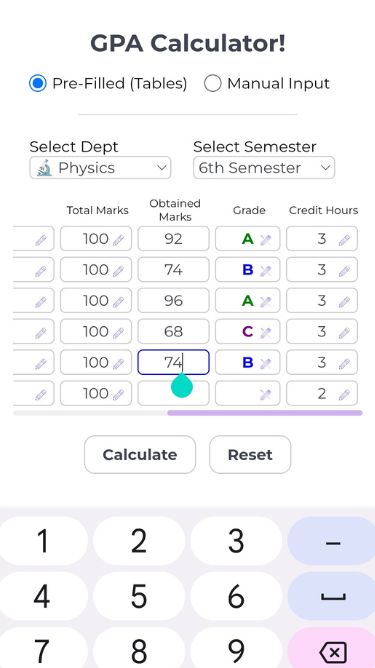 GPA Calculator!
Pre-Filled (Tables) Manual Input
Select Dept Select Semester
🔬 Physics 6th Semester
Total Marks Obtained Marks Grade Credit Hours
100 92 A 3
100 74 B 3
100 96 A 3
100 68 C 3
100 74 B 3
100 2
Calculate Reset
1 2 3 –
4 5 6
7 8 9